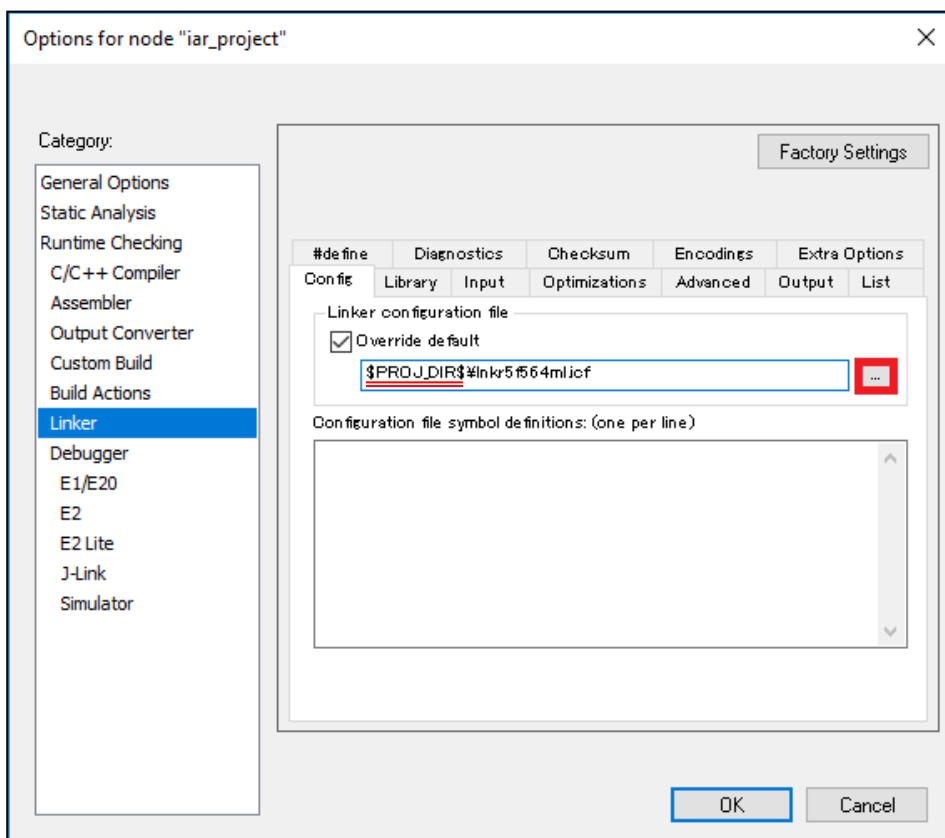 Options for node "iar_project"
Category:
General Options
Static Analysis
Runtime Checking
C/C++ Compiler
Assembler
Output Converter
Custom Build
Build Actions
Linker
Debugger
E1/E20
E2
E2 Lite
J-Link
Simulator
Factory Settings
#define Diagnostics Checksum Encodings Extra Options
Config Library Input Optimizations Advanced Output List
Linker configuration file
Override default
$PROJ_DIR$¥lnkr5f564ml.icf
...
Configuration file symbol definitions: (one per line)
OK Cancel